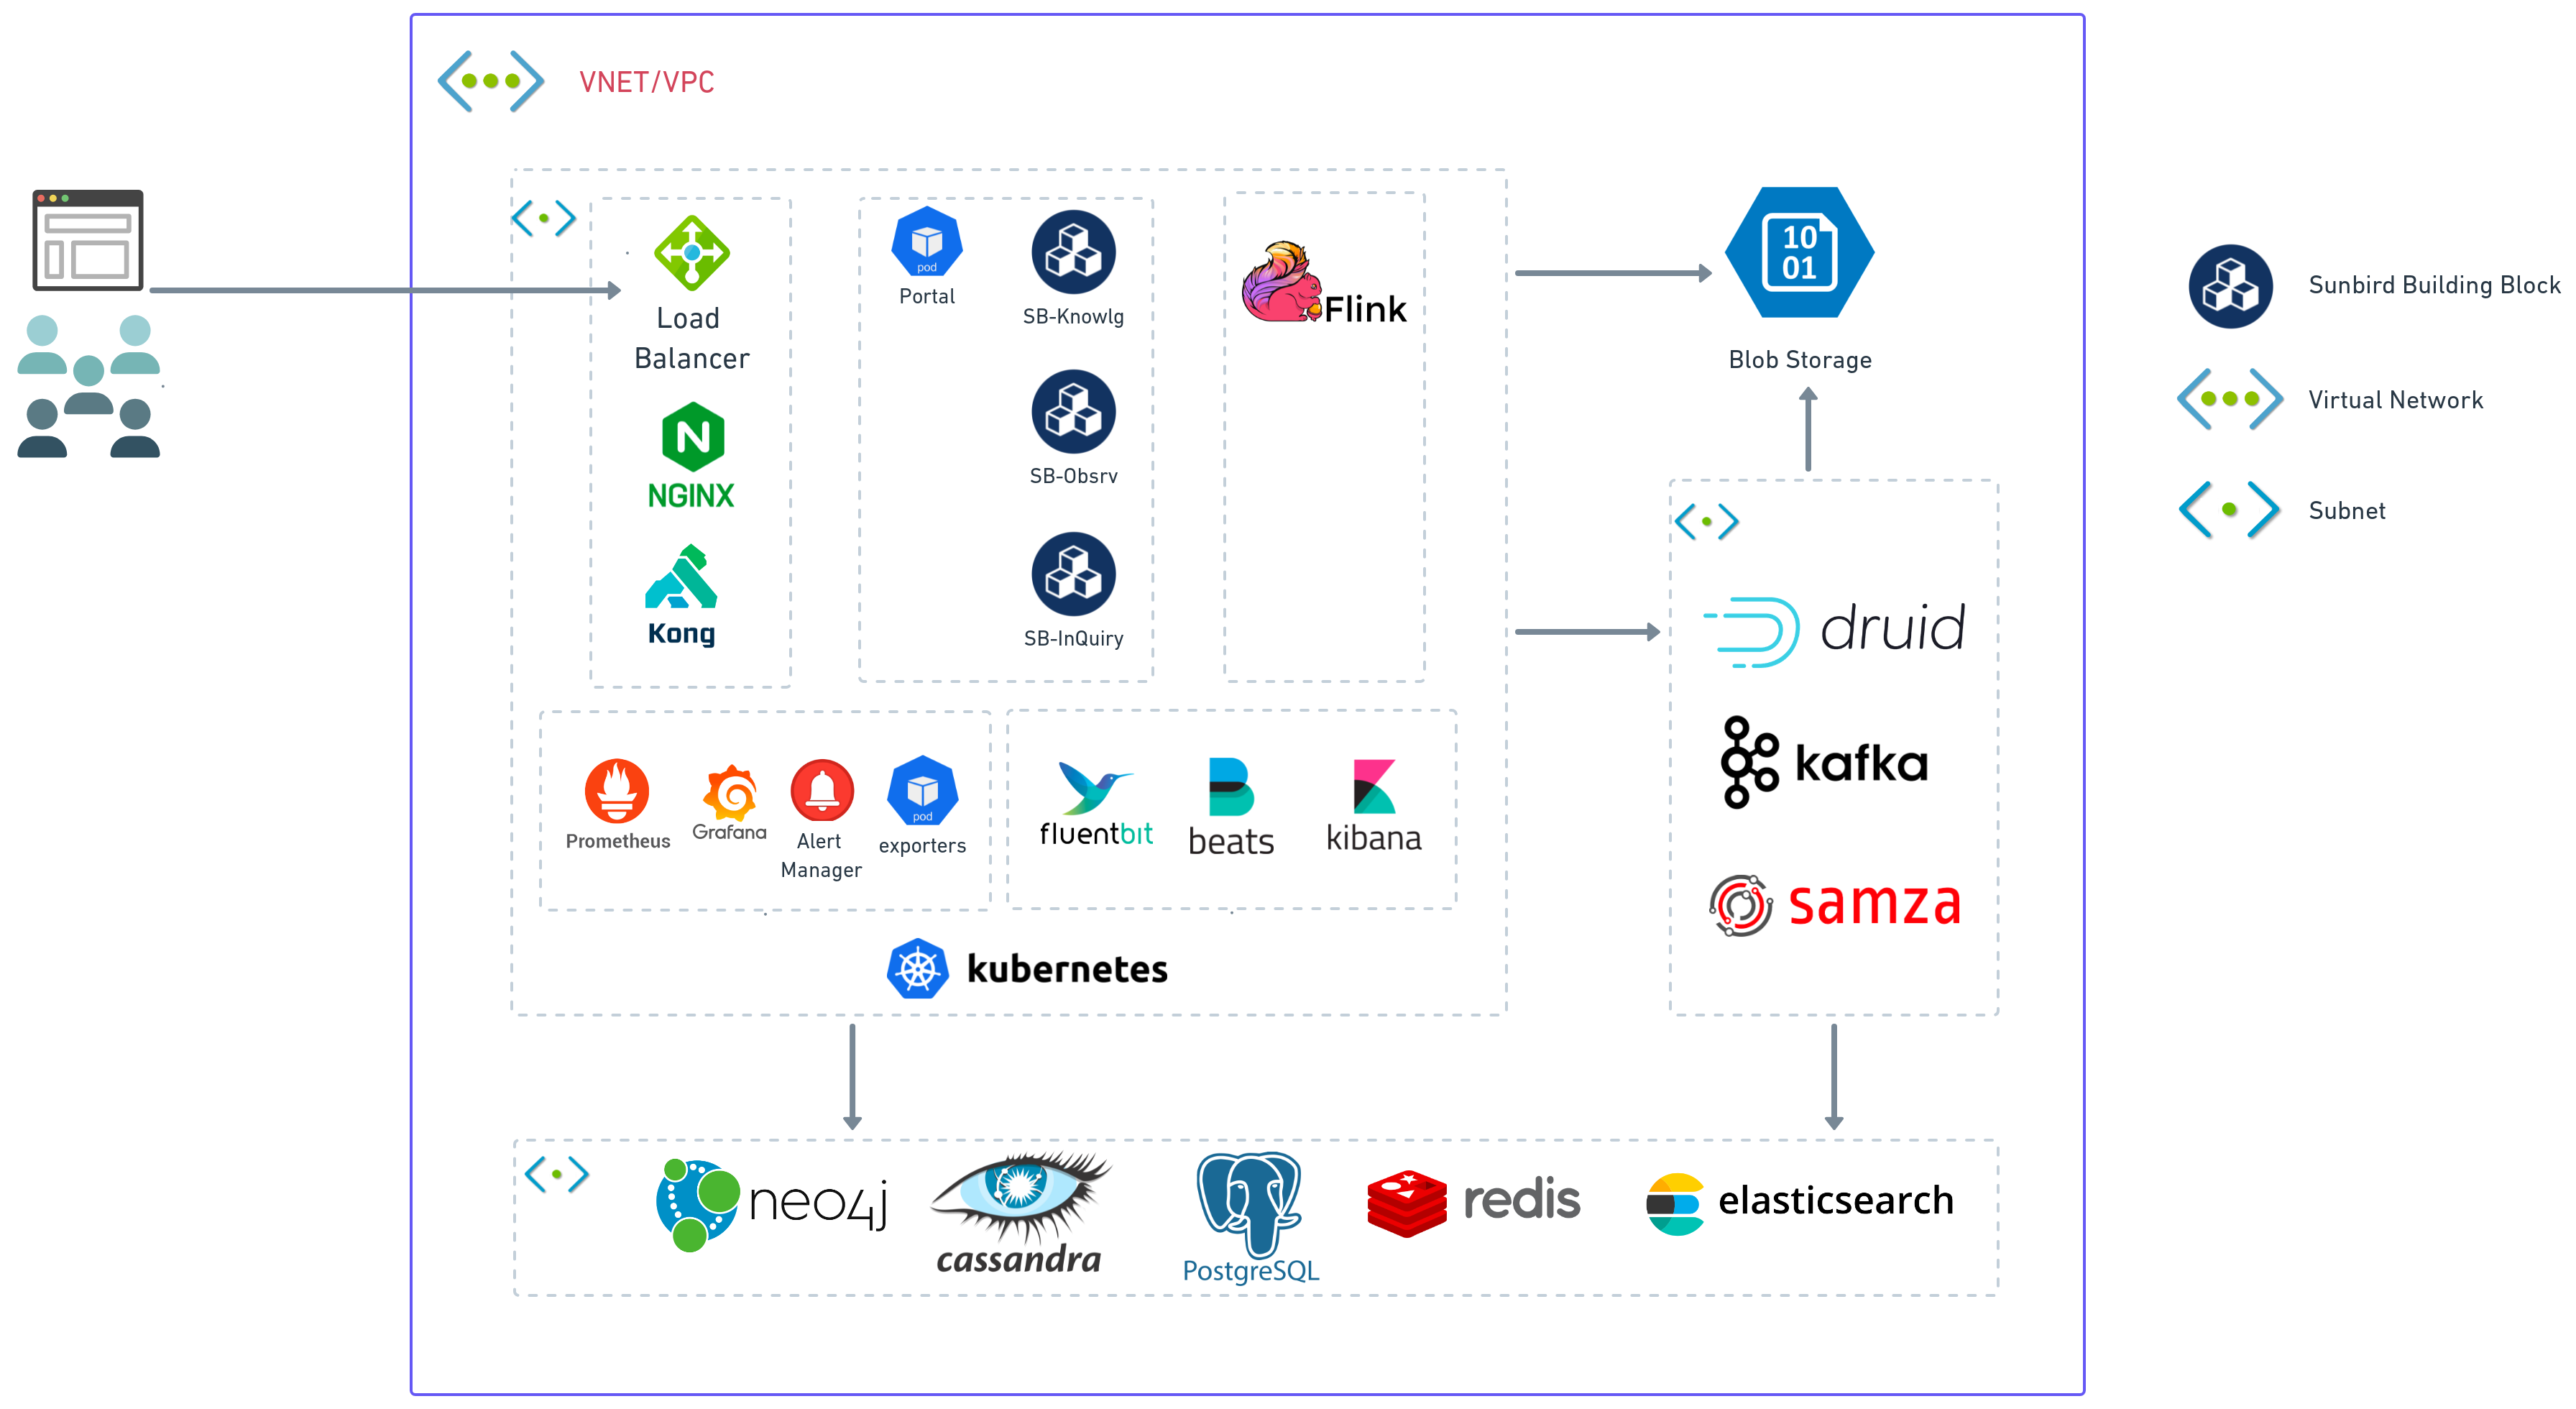 VNET/VPC
Load
Balancer
NGINX
Kong
pod
Portal
SB-Knowlg
SB-Obsrv
SB-InQuiry
Flink
10
01
Blob Storage
Sunbird Building Block
Virtual Network
Subnet
druid
kafka
samza
Prometheus
Grafana
Alert
Manager
pod
exporters
fluentbit
beats
kibana
kubernetes
neo4j
cassandra
PostgreSQL
redis
elasticsearch